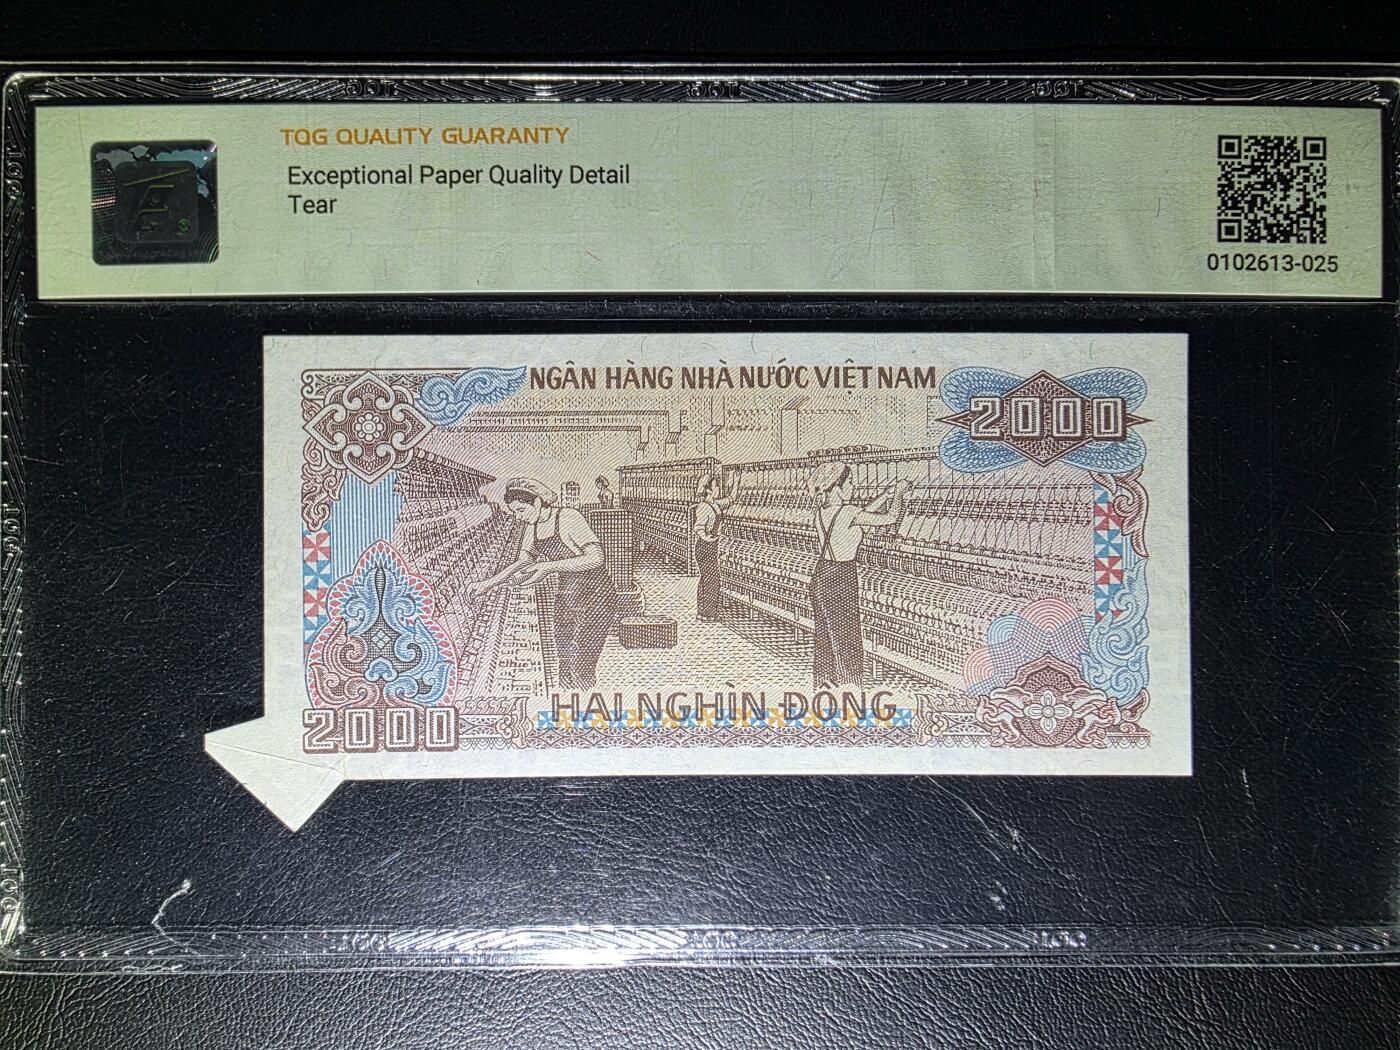 TQG QUALITY GUARANTY
Exceptional Paper Quality Detail
Tear
0102613-025
NGÂN HÀNG NHÀ NƯỚC VIỆT NAM
2000
HAI NGHÌN ĐỒNG
2000